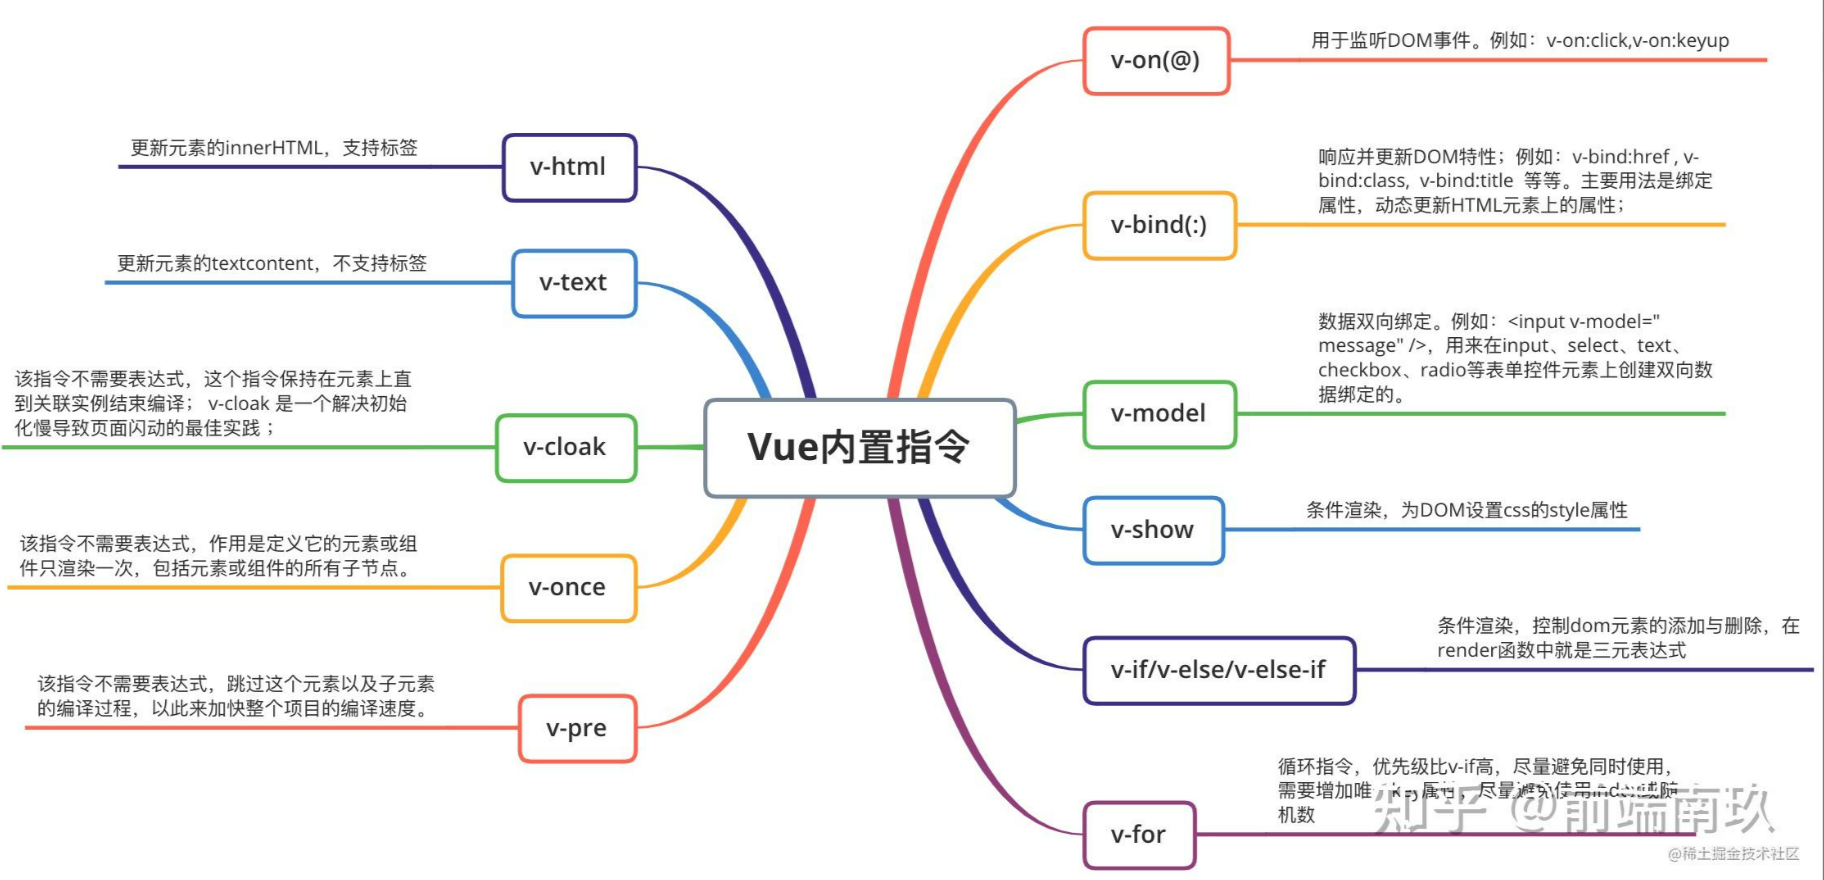 Vue内置指令
v-html
更新元素的innerHTML，支持标签
v-text
更新元素的textcontent，不支持标签
v-cloak
该指令不需要表达式，这个指令保持在元素上直
到关联实例结束编译； v-cloak 是一个解决初始
化慢导致页面闪动的最佳实践；
v-once
该指令不需要表达式，作用是定义它的元素或组
件只渲染一次，包括元素或组件的所有子节点。
v-pre
该指令不需要表达式，跳过这个元素以及子元素
的编译过程，以此来加快整个项目的编译速度。
v-on(@)
用于监听DOM事件。例如：v-on:click,v-on:keyup
v-bind(:)
响应并更新DOM特性；例如：v-bind:href , v-
bind:class, v-bind:title 等等。主要用法是绑定
属性，动态更新HTML元素上的属性；
v-model
数据双向绑定。例如：<input v-model="
message" />，用来在input、select、text、
checkbox、radio等表单控件元素上创建双向数
据绑定的。
v-show
条件渲染，为DOM设置css的style属性
v-if/v-else/v-else-if
条件渲染，控制dom元素的添加与删除，在
render函数中就是三元表达式
v-for
循环指令，优先级比v-if高，尽量避免同时使用，
需要增加唯一key属性，尽量避免使用index或随
机数
知乎 @前端南玖
@稀土掘金技术社区